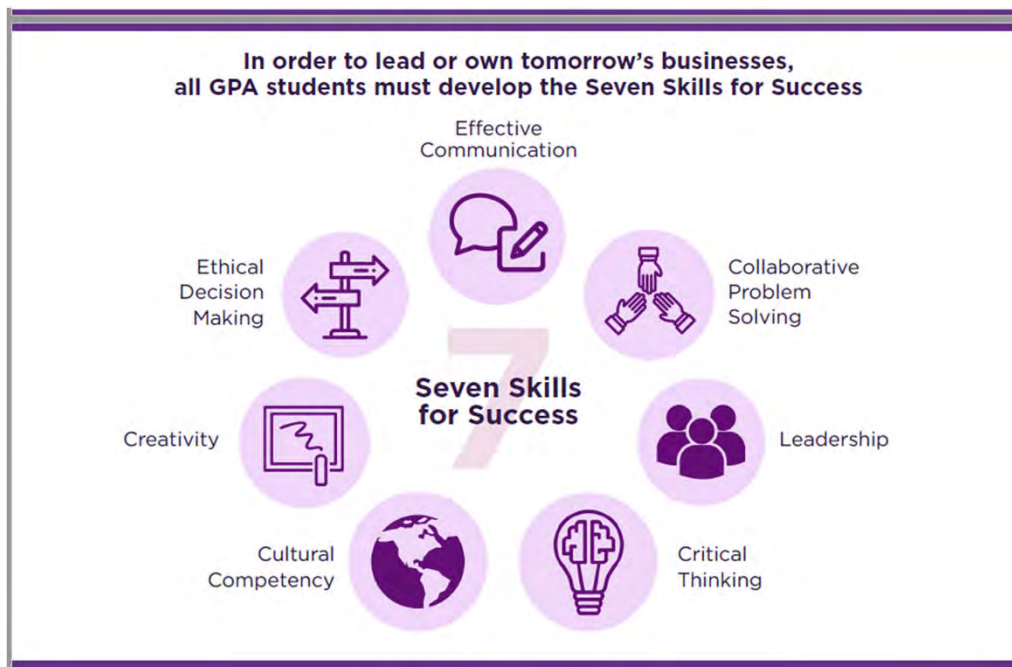 In order to lead or own tomorrow’s businesses,
all GPA students must develop the Seven Skills for Success
Effective
Communication
Collaborative
Problem
Solving
Leadership
Critical
Thinking
Cultural
Competency
Creativity
Ethical
Decision
Making
7
Seven Skills
for Success